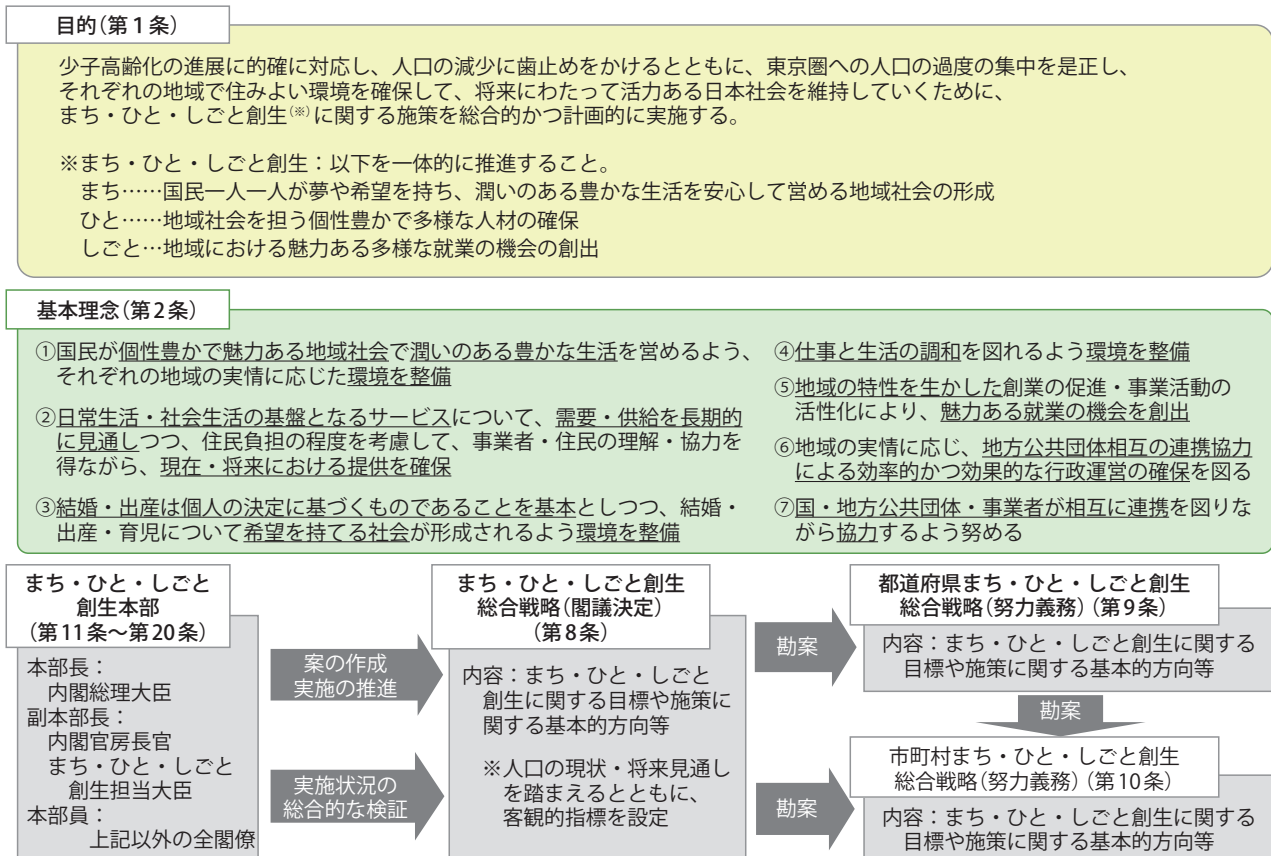 目的(第1条)
少子高齢化の進展に的確に対応し、人口の減少に歯止めをかけるとともに、東京圏への人口の過度の集中を是正し、
それぞれの地域で住みよい環境を確保して、将来にわたって活力ある日本社会を維持していくために、
まち・ひと・しごと創生(※)に関する施策を総合的かつ計画的に実施する。
※まち・ひと・しごと創生：以下を一体的に推進すること。
まち……国民一人一人が夢や希望を持ち、潤いのある豊かな生活を安心して営める地域社会の形成
ひと……地域社会を担う個性豊かで多様な人材の確保
しごと…地域における魅力ある多様な就業の機会の創出
基本理念(第2条)
①国民が個性豊かで魅力ある地域社会で潤いのある豊かな生活を営めるよう、
それぞれの地域の実情に応じた環境を整備
②日常生活・社会生活の基盤となるサービスについて、需要・供給を長期的
に見通しつつ、住民負担の程度を考慮して、事業者・住民の理解・協力を
得ながら、現在・将来における提供を確保
③結婚・出産は個人の決定に基づくものであることを基本としつつ、結婚・
出産・育児について希望を持てる社会が形成されるよう環境を整備
④仕事と生活の調和を図れるよう環境を整備
⑤地域の特性を生かした創業の促進・事業活動の
活性化により、魅力ある就業の機会を創出
⑥地域の実情に応じ、地方公共団体相互の連携協力
による効率的かつ効果的な行政運営の確保を図る
⑦国・地方公共団体・事業者が相互に連携を図りな
がら協力するよう努める
まち・ひと・しごと
創生本部
(第11条～第20条)
本部長：
内閣総理大臣
副本部長：
内閣官房長官
まち・ひと・しごと
創生担当大臣
本部員：
上記以外の全閣僚
案の作成
実施の推進
実施状況の
総合的な検証
まち・ひと・しごと創生
総合戦略(閣議決定)
(第8条)
内容：まち・ひと・しごと
創生に関する目標や施策に
関する基本的方向等
※人口の現状・将来見通し
を踏まえるとともに、
客観的指標を設定
勘案
勘案
都道府県まち・ひと・しごと創生
総合戦略(努力義務)(第9条)
内容：まち・ひと・しごと創生に関する
目標や施策に関する基本的方向等
勘案
市町村まち・ひと・しごと創生
総合戦略(努力義務)(第10条)
内容：まち・ひと・しごと創生に関する
目標や施策に関する基本的方向等